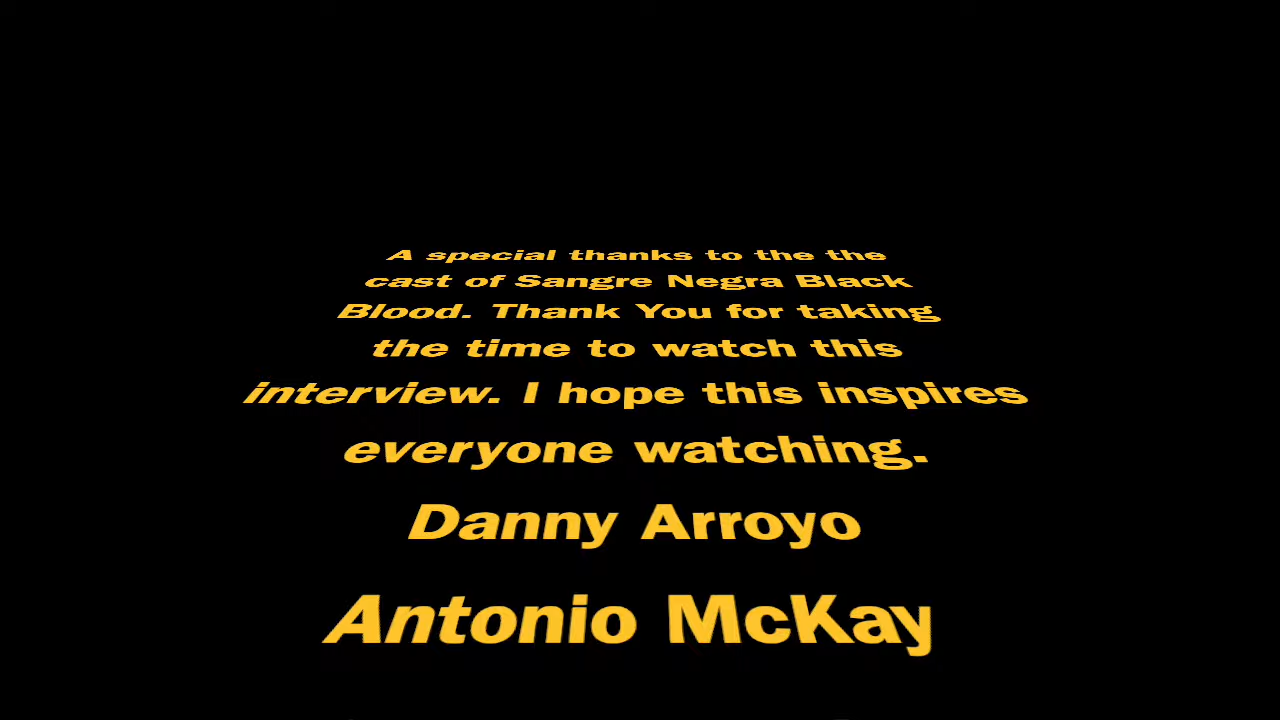 A special thanks to the the
cast of Sangre Negra Black
Blood. Thank You for taking
the time to watch this
interview. I hope this inspires
everyone watching.
Danny Arroyo
Antonio McKay